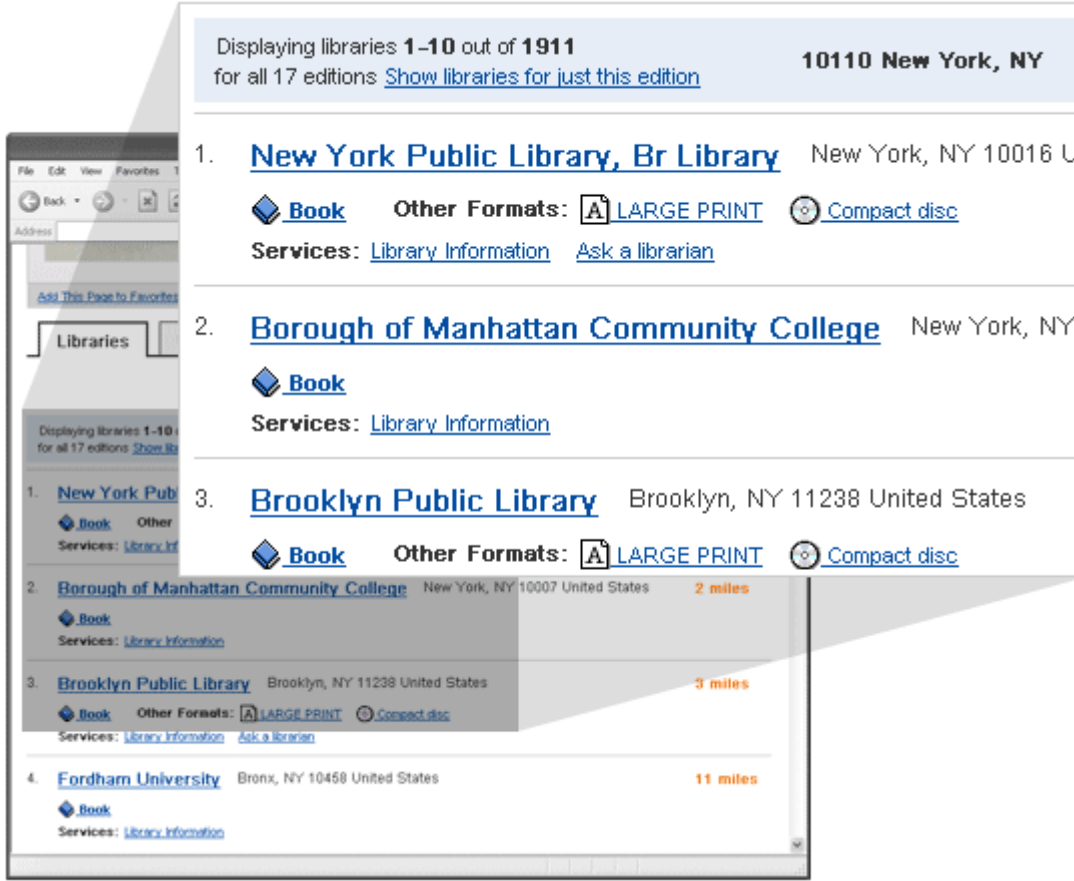 Displaying libraries 1-10 out of 1911
for all 17 editions Show libraries for just this edition
10110 New York, NY
1. New York Public Library, Br Library New York, NY 10016
Book Other Formats: A LARGE PRINT Compact disc
Services: Library Information Ask a librarian
2. Borough of Manhattan Community College New York, NY
Book
Services: Library Information
3. Brooklyn Public Library Brooklyn, NY 11238 United States
Book Other Formats: A LARGE PRINT Compact disc
File Edit View Favorites
Back
Address
Add This Page to Favorites
Libraries
Displaying libraries 1-10
for all 17 editions Show
1. New York
Book Other
Services: Library
2. Borough of Manhattan Community College New York, NY 10007 United States 2 miles
Book
Services: Library Information
3. Brooklyn Public Library Brooklyn, NY 11238 United States 3 miles
Book Other Formats: A LARGE PRINT Compact disc
Services: Library Information Ask a librarian
4. Fordham University Bronx, NY 10458 United States 11 miles
Book
Services: Library Information